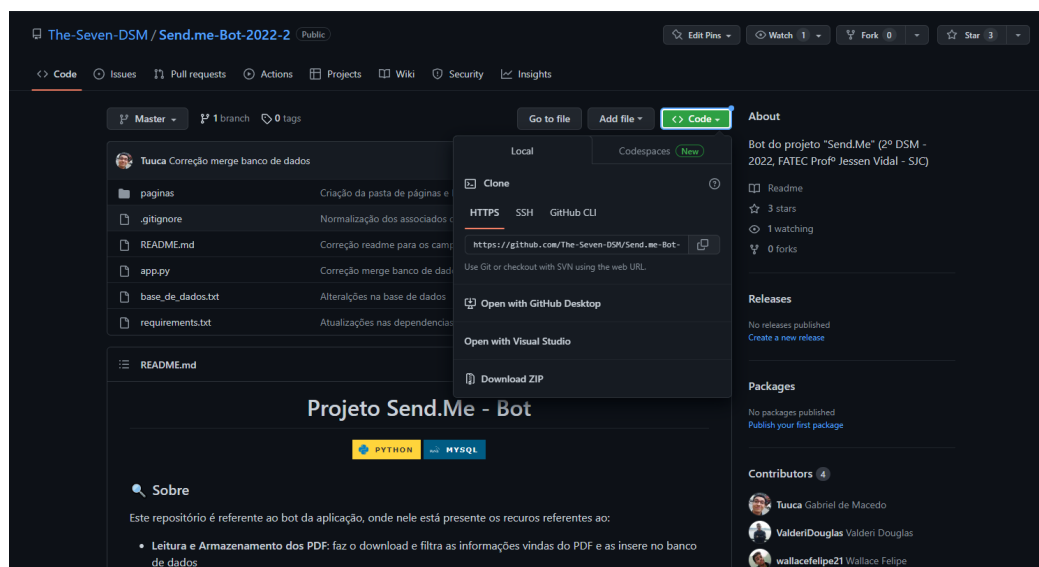 The-Seven-DSM / Send.me-Bot-2022-2 Public
Edit Pins Watch 1 Fork 0 Star 3
Code Issues Pull requests Actions Projects Wiki Security Insights
Master 1 branch 0 tags Go to file Add file Code
Tuuca Correção merge banco de dados
paginas Criação da pasta de páginas e
.gitignore Normalização dos associados
README.md Correção readme para os camp
app.py Correção merge banco de dad
base_de_dados.txt Alteralções na base de dados
requirements.txt Atualizações nas dependencias
Local Codespaces New
Clone
HTTPS SSH GitHub CLI
https://github.com/The-Seven-DSM/Send.me-Bot-
Use Git or checkout with SVN using the web URL.
Open with GitHub Desktop
Open with Visual Studio
Download ZIP
README.md
Projeto Send.Me - Bot
PYTHON MYSQL
Sobre
Este repositório é referente ao bot da aplicação, onde nele está presente os recuros referentes ao:
Leitura e Armazenamento dos PDF: faz o download e filtra as informações vindas do PDF e as insere no banco
de dados
About
Bot do projeto "Send.Me" (2º DSM -
2022, FATEC Profº Jessen Vidal - SJC)
Readme
3 stars
1 watching
0 forks
Releases
No releases published
Create a new release
Packages
No packages published
Publish your first package
Contributors 4
Tuuca Gabriel de Macedo
ValderiDouglas Valderi Douglas
wallacefelipe21 Wallace Felipe